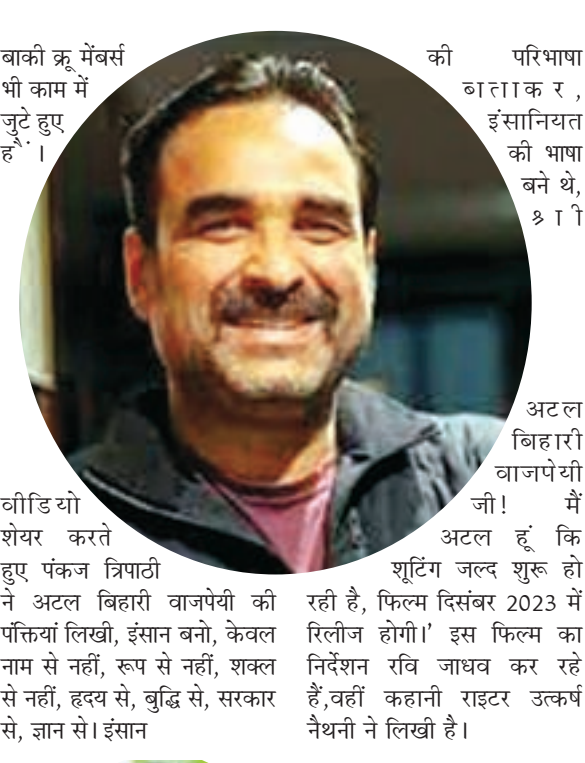 बाकी क्रू मेंबर्स
भी काम में
जुटे हुए
हैं।
वीडियो
शेयर करते
हुए पंकज त्रिपाठी
ने अटल बिहारी वाजपेयी की
पंक्तियां लिखी, इंसान बनो, केवल
नाम से नहीं, रूप से नहीं, शक्ल
से नहीं, हृदय से, बुद्धि से, सरकार
से, ज्ञान से। इंसान
की परिभाषा
बाताकर,
इंसानियत
की भाषा
बने थे,
श्राी
अटल
बिहारी
वाजपेयी
जी! मैं
अटल हूं कि
शूटिंग जल्द शुरू हो
रही है, फिल्म दिसंबर 2023 में
रिलीज होगी।’ इस फिल्म का
निर्देशन रवि जाधव कर रहे
हैं,वहीं कहानी राइटर उत्कर्ष
नैथनी ने लिखी है।